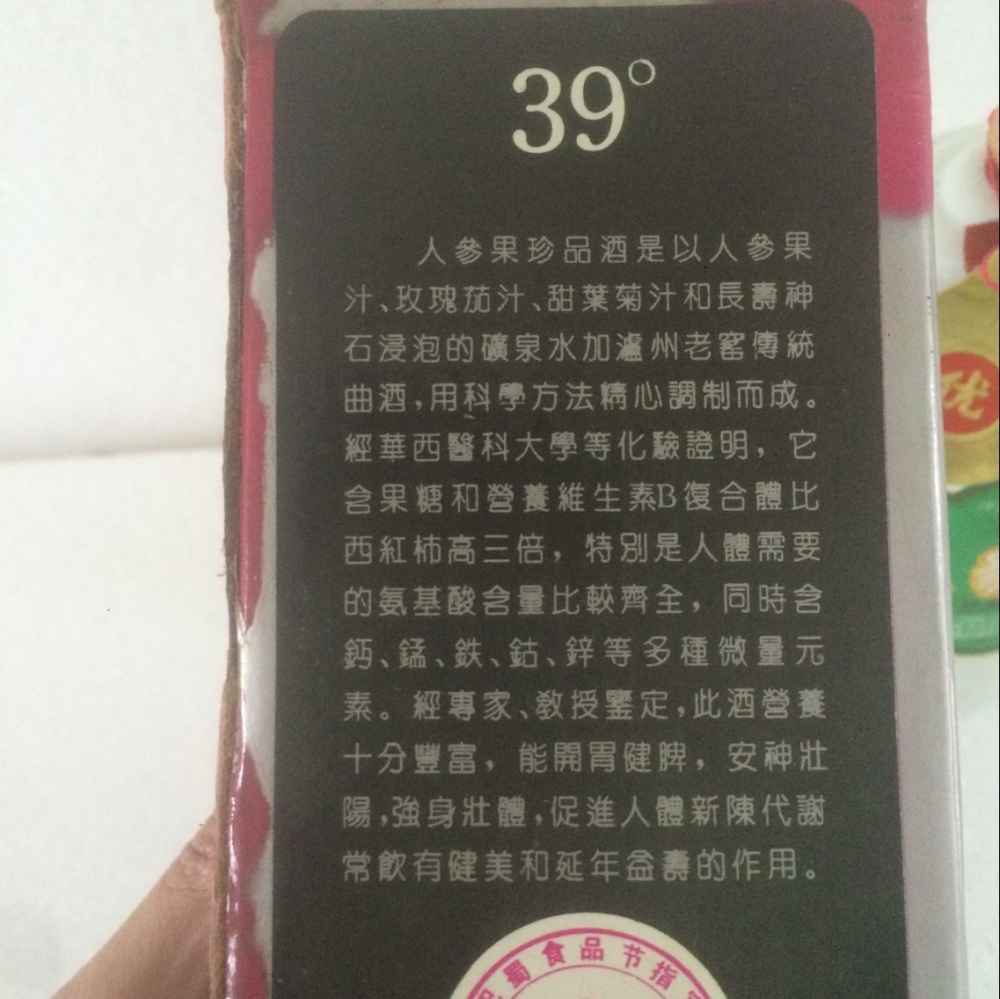 39°
人參果珍品酒是以人參果
汁、玫瑰茄汁、甜葉菊汁和長壽神
石浸泡的礦泉水加瀘州老窖傳統
曲酒,用科學方法精心調制而成。
經華西醫科大學等化驗證明，它
含果糖和營養維生素B復合體比
西紅柿高三倍，特別是人體需要
的氨基酸含量比較齊全，同時含
鈣、錳、鉄、鈷、鋅等多種微量元
素。經專家、教授鑒定,此酒營養
十分豐富，能開胃健脾，安神壯
陽,強身壯體,促進人體新陳代謝
常飲有健美和延年益壽的作用。
蜀食品节指